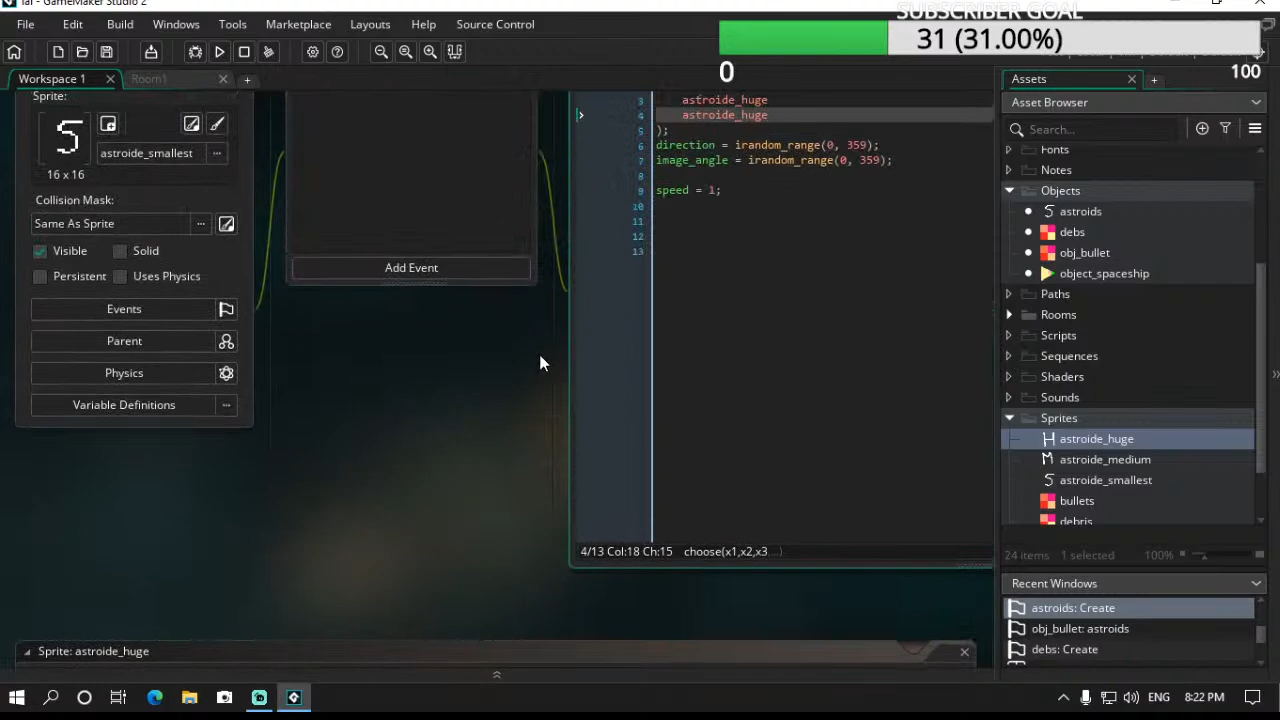 GameMaker Studio 2
File Edit Build Windows Tools Marketplace Layouts Help Source Control
SUBSCRIBER GOAL
31 (31.00%)
0
100
Workspace 1
Room1
Sprite:
astroide_smallest
16 x 16
Collision Mask:
Same As Sprite
Visible
Solid
Persistent
Uses Physics
Events
Parent
Physics
Variable Definitions
Add Event
3 astroide_huge
4 astroide_huge
5 );
6 direction = irandom_range(0, 359);
7 image_angle = irandom_range(0, 359);
8
9 speed = 1;
10
11
12
13
4/13 Col:18 Ch:15 choose(x1,x2,x3 )
Sprite: astroide_huge
Assets
Asset Browser
Search...
Fonts
Notes
Objects
astroids
debs
obj_bullet
object_spaceship
Paths
Rooms
Scripts
Sequences
Shaders
Sounds
Sprites
astroide_huge
astroide_medium
astroide_smallest
bullets
debris
24 items 1 selected 100%
Recent Windows
astroids: Create
obj_bullet: astroids
debs: Create
ENG 8:22 PM